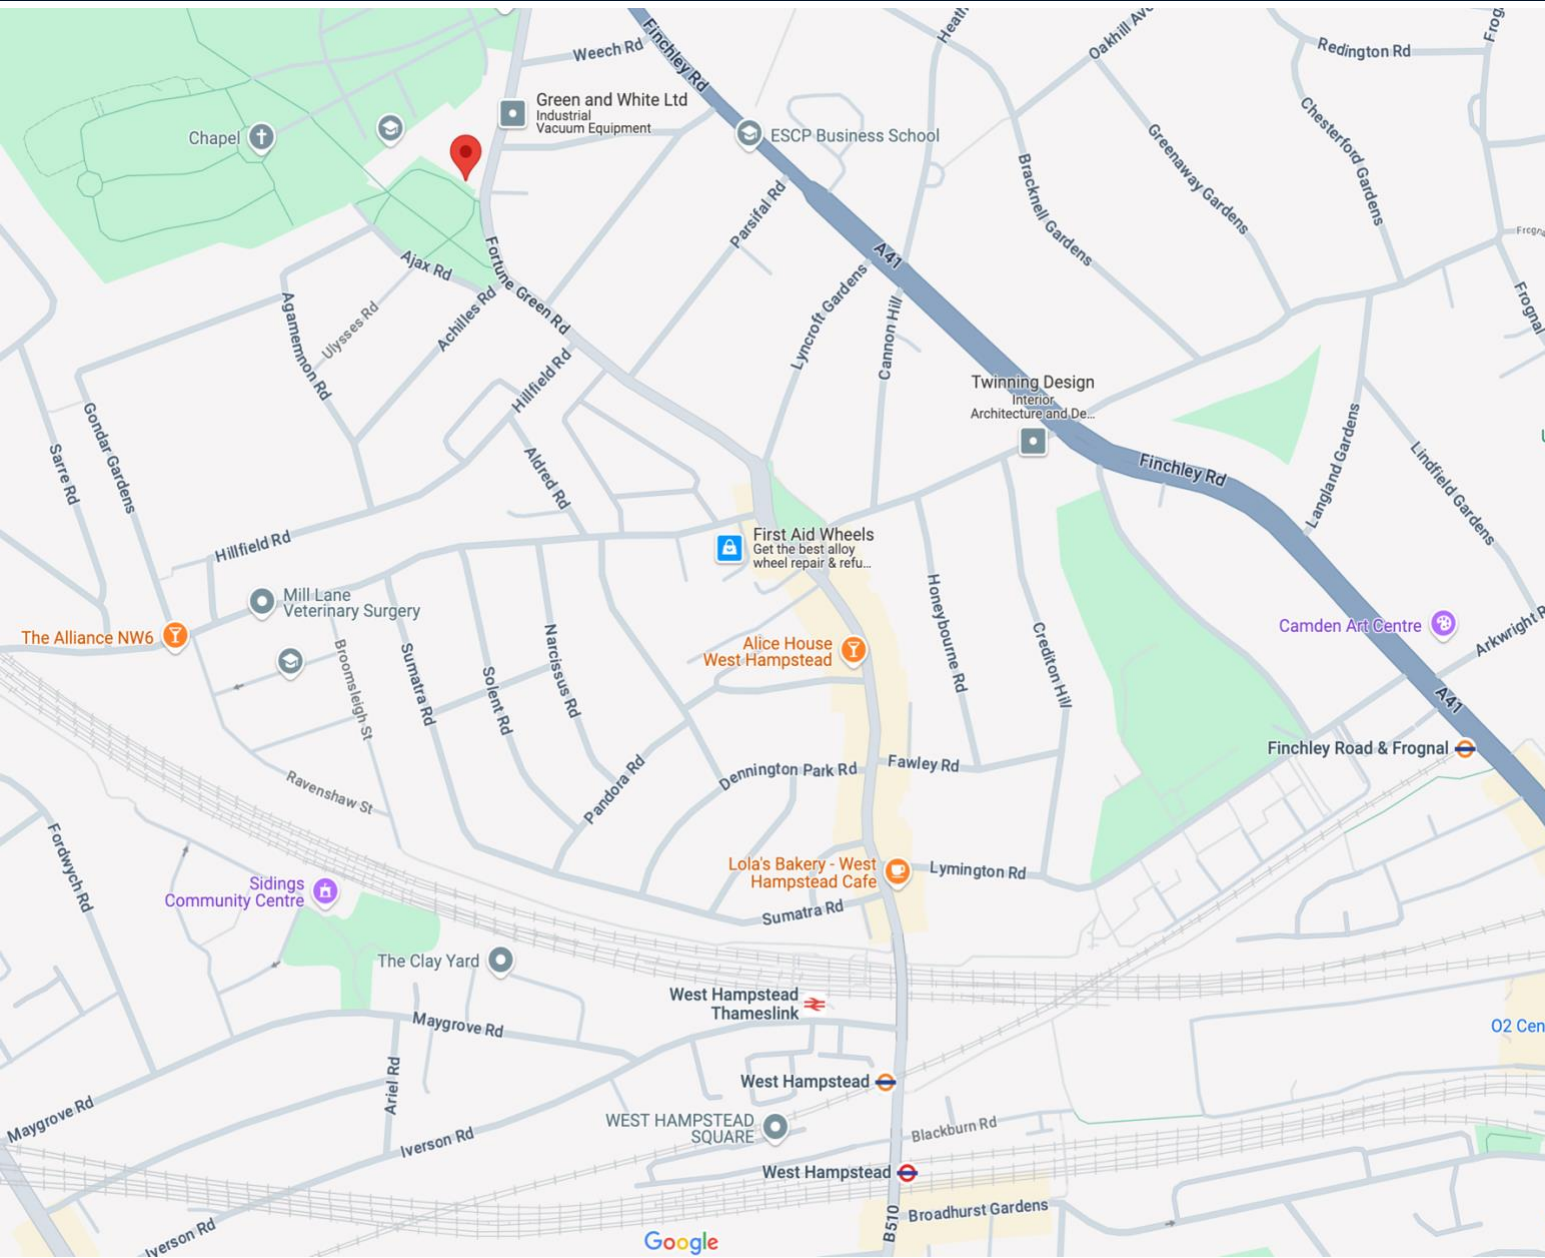 Weech Rd
Finchley Rd
Heath
Oakhill Ave
Redington Rd
Frog
Green and White Ltd
Industrial
Vacuum Equipment
Chapel
ESCP Business School
Chesterford Gardens
Greenaway Gardens
Bracknell Gardens
Parsifal Rd
A41
Ajax Rd
Fortune Green Rd
Frogna
Frognal
Agamemnon Rd
Ulysses Rd
Achilles Rd
Lyncroft Gardens
Cannon Hill
Hillfield Rd
Twinning Design
Interior
Architecture and De...
Gondar Gardens
Sarre Rd
Aldred Rd
Finchley Rd
Langland Gardens
Lindfield Gardens
Hillfield Rd
First Aid Wheels
Get the best alloy
wheel repair & refu...
Mill Lane
Veterinary Surgery
The Alliance NW6
Camden Art Centre
Arkwright R
Alice House
West Hampstead
Honeybourne Rd
Crediton Hill
Broomsleigh St
Sumatra Rd
Solent Rd
Narcissus Rd
A41
Finchley Road & Frognal
Fawley Rd
Dennington Park Rd
Pandora Rd
Ravenshaw St
Fordwych Rd
Lola's Bakery - West
Hampstead Cafe
Lymington Rd
Sidings
Community Centre
Sumatra Rd
The Clay Yard
West Hampstead
Thameslink
Maygrove Rd
O2 Cen
Ariel Rd
West Hampstead
Maygrove Rd
WEST HAMPSTEAD
SQUARE
Blackburn Rd
Iverson Rd
West Hampstead
B510
Broadhurst Gardens
Iverson Rd
Google